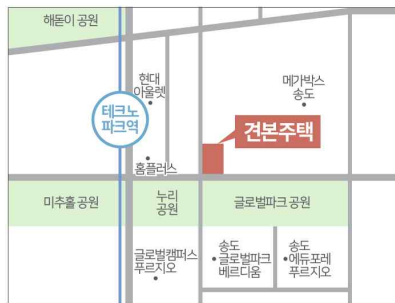 해돋이 공원
현대
아울렛
메가박스
송도
테크노
파크역
견본주택
홈플러스
미추홀 공원
누리
공원
글로벌파크 공원
글로벌캠퍼스
푸르지오
송도
글로벌파크
베르디움
송도
에듀포레
푸르지오